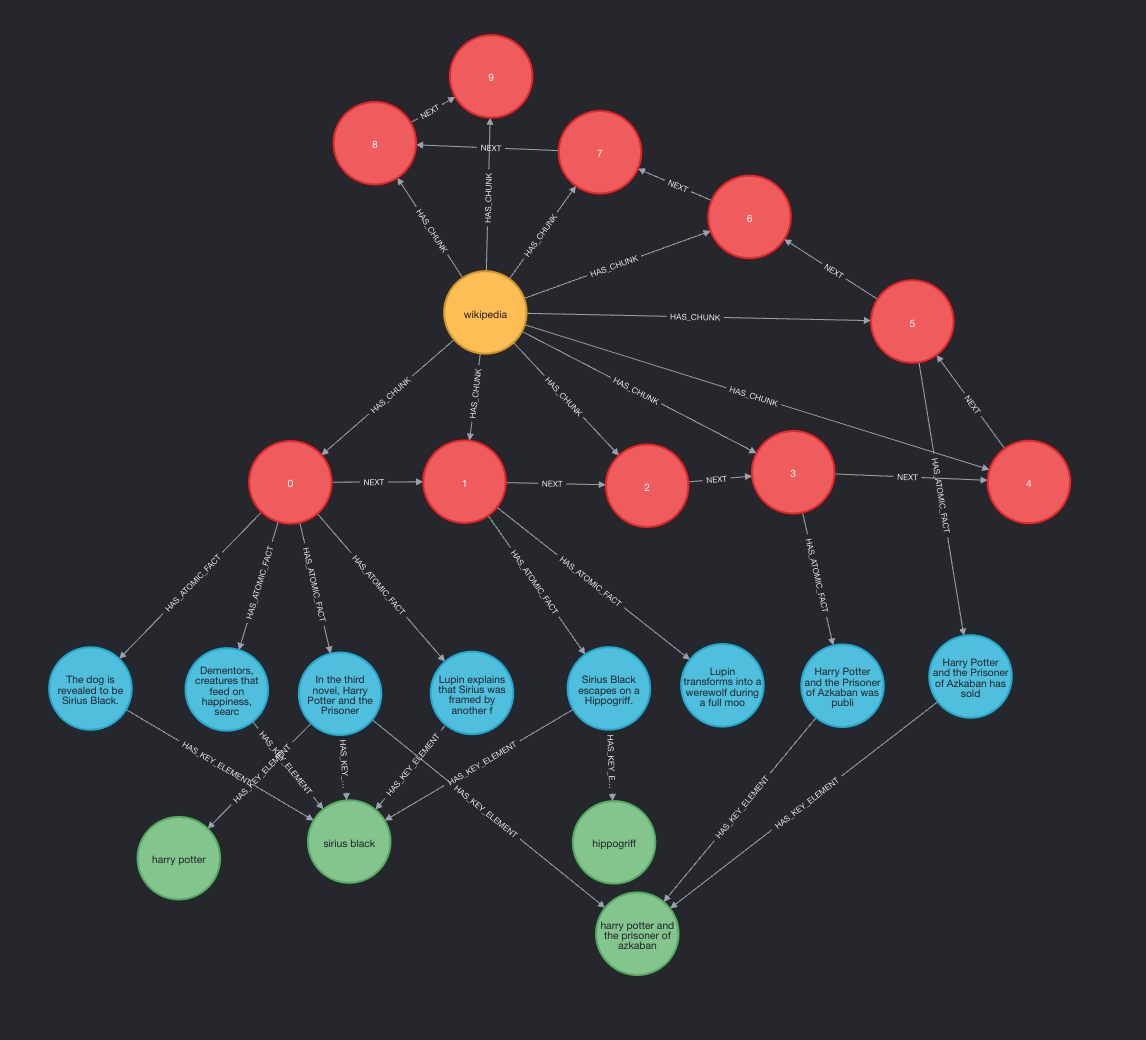 9
NEXT
8
NEXT
7
HAS_CHUNK
HAS_CHUNK
HAS_CHUNK
NEXT
6
HAS_CHUNK
NEXT
wikipedia
HAS_CHUNK
5
HAS_CHUNK
HAS_CHUNK
HAS_CHUNK
HAS_CHUNK
HAS_CHUNK
NEXT
0
NEXT
1
NEXT
2
NEXT
3
NEXT
4
HAS_ATOMIC_FACT
HAS_ATOMIC_FACT
HAS_ATOMIC_FACT
HAS_ATOMIC_FACT
HAS_ATOMIC_FACT
HAS_ATOMIC_FACT
HAS_ATOMIC_FACT
HAS_ATOMIC_FACT
The dog is
revealed to be
Sirius Black.
Dementors,
creatures that
feed on
happiness,
searc
In the third
novel, Harry
Potter and the
Prisoner
Lupin explains
that Sirius was
framed by
another f
Sirius Black
escapes on a
Hippogriff.
Lupin
transforms into a
werewolf during
a full moo
Harry Potter
and the Prisoner
of Azkaban was
publi
Harry Potter
and the Prisoner
of Azkaban has
sold
HAS_KEY_ELEMENT
HAS_KEY_ELEMENT
HAS_KEY_ELEMENT
HAS_KEY_...
HAS_KEY_ELEMENT
HAS_KEY_ELEMENT
HAS_KEY_ELEMENT
HAS_KEY_E...
HAS_KEY_ELEMENT
HAS_KEY_ELEMENT
harry potter
sirius black
hippogriff
harry potter and
the prisoner of
azkaban